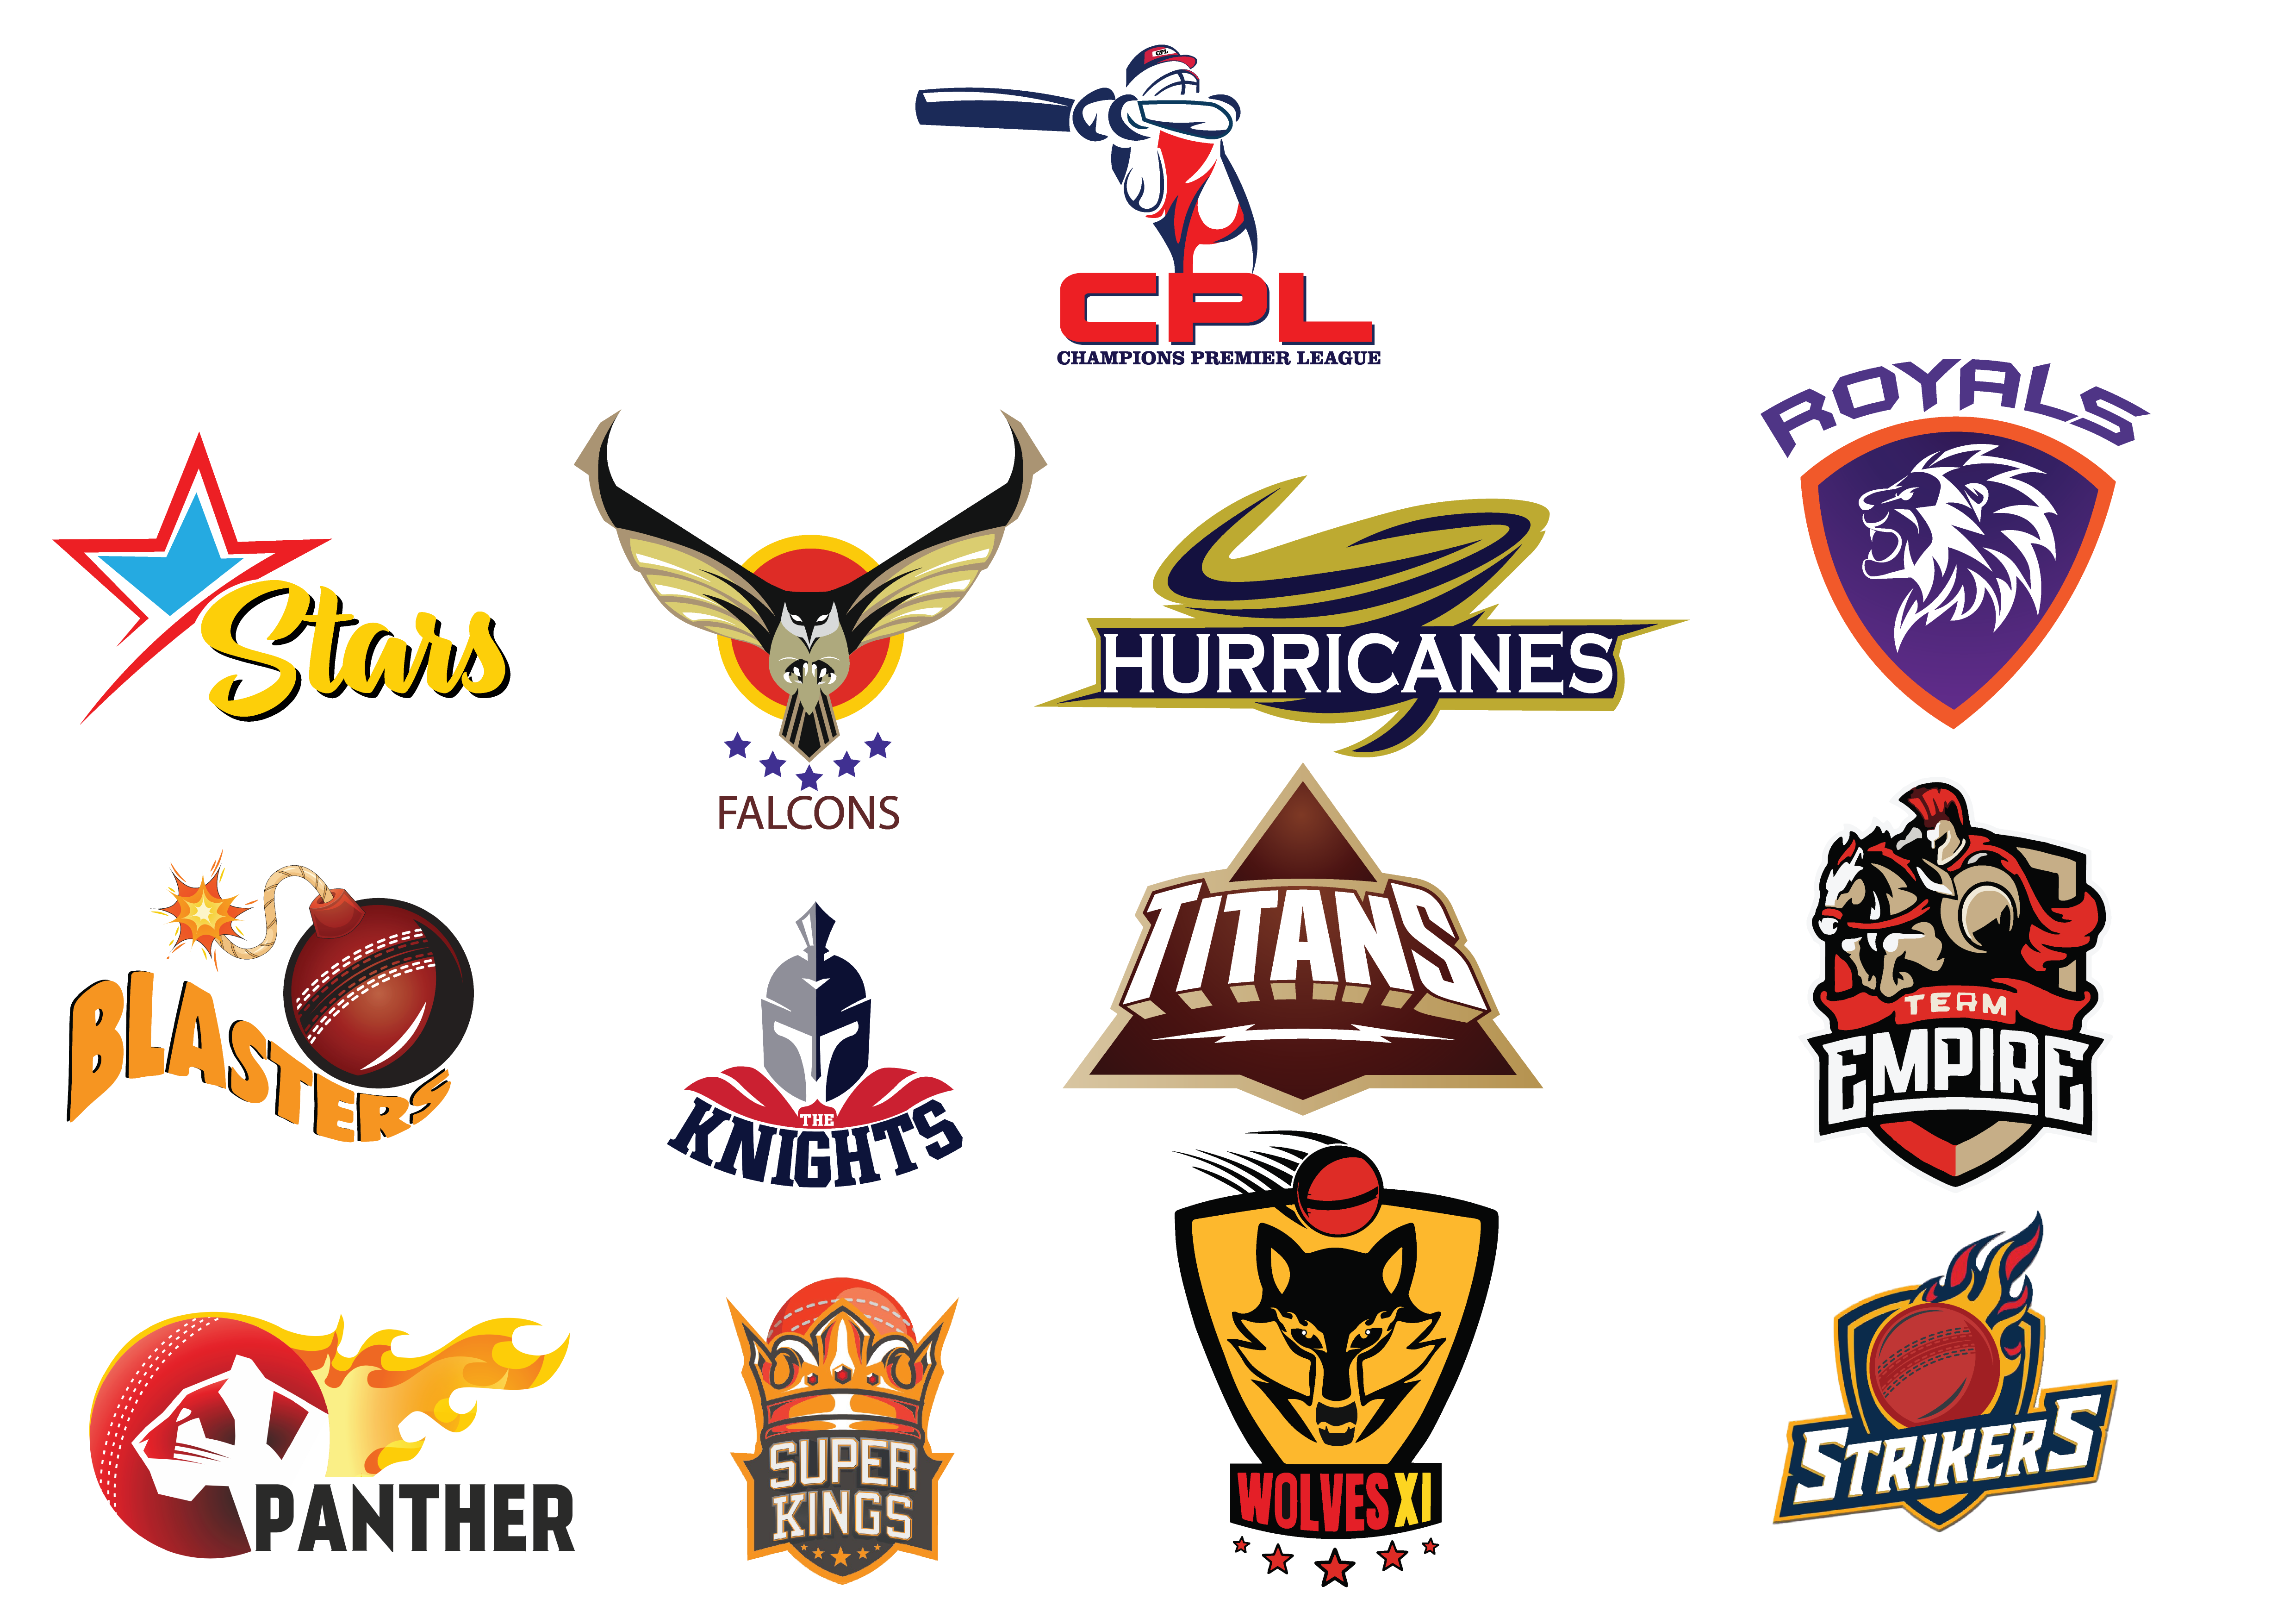 CPL
CPL
CHAMPIONS PREMIER LEAGUE
Stars
FALCONS
HURRICANES
ROYALS
BLASTERS
THE
KNIGHTS
TITANS
TEAM
EMPIRE
PANTHER
SUPER
KINGS
WOLVES XI
STRIKERS